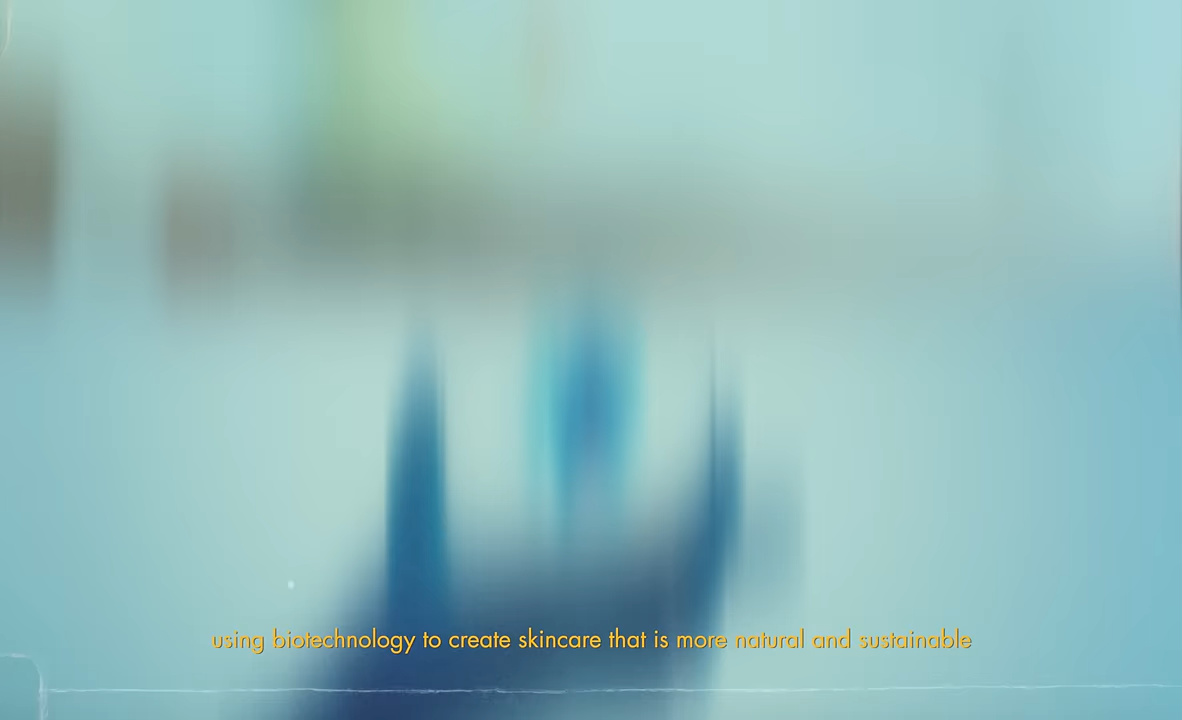 using biotechnology to create skincare that is more natural and sustainable